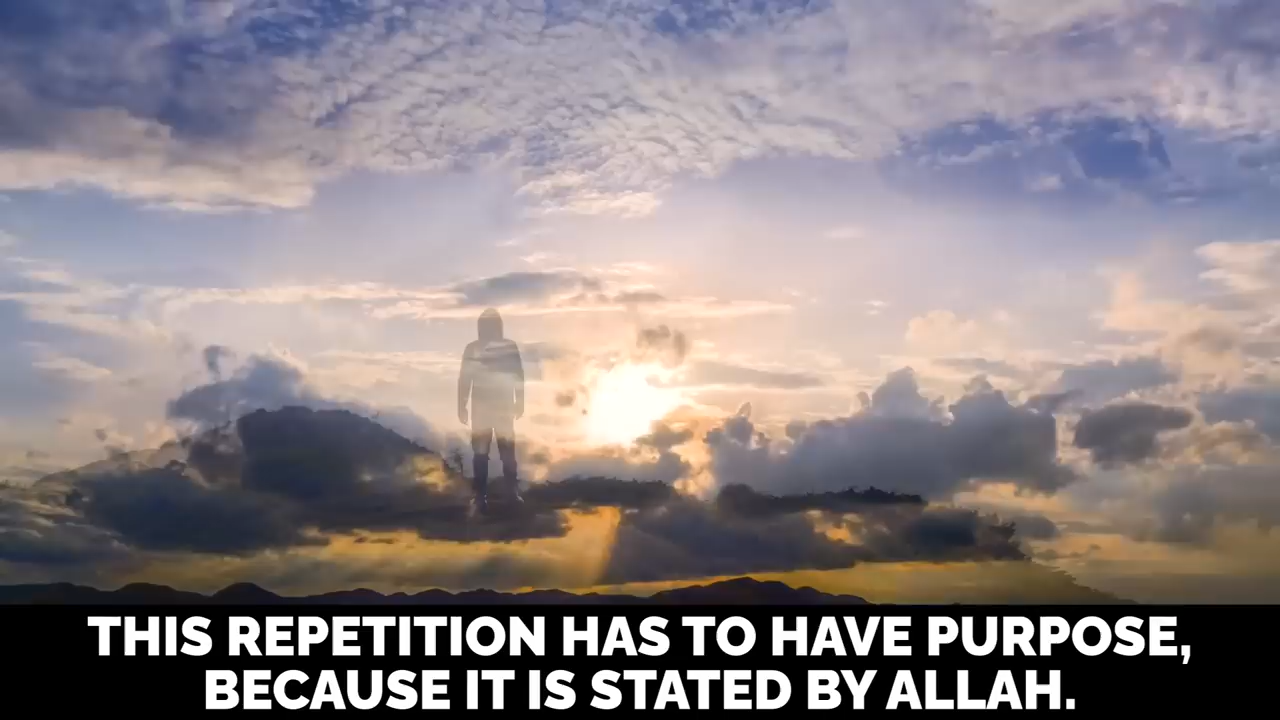 THIS REPETITION HAS TO HAVE PURPOSE,
BECAUSE IT IS STATED BY ALLAH.